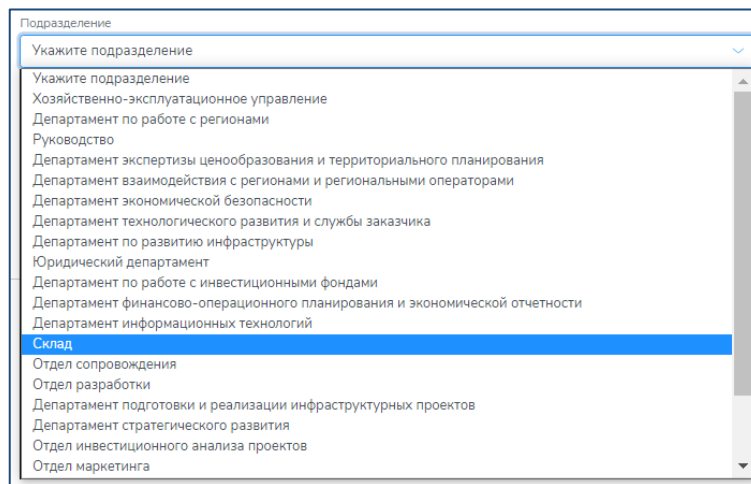 Подразделение
Укажите подразделение
Укажите подразделение
Хозяйственно-эксплуатационное управление
Департамент по работе с регионами
Руководство
Департамент экспертизы ценообразования и территориального планирования
Департамент взаимодействия с регионами и региональными операторами
Департамент экономической безопасности
Департамент технологического развития и службы заказчика
Департамент по развитию инфраструктуры
Юридический департамент
Департамент по работе с инвестиционными фондами
Департамент финансово-операционного планирования и экономической отчетности
Департамент информационных технологий
Склад
Отдел сопровождения
Отдел разработки
Департамент подготовки и реализации инфраструктурных проектов
Департамент стратегического развития
Отдел инвестиционного анализа проектов
Отдел маркетинга